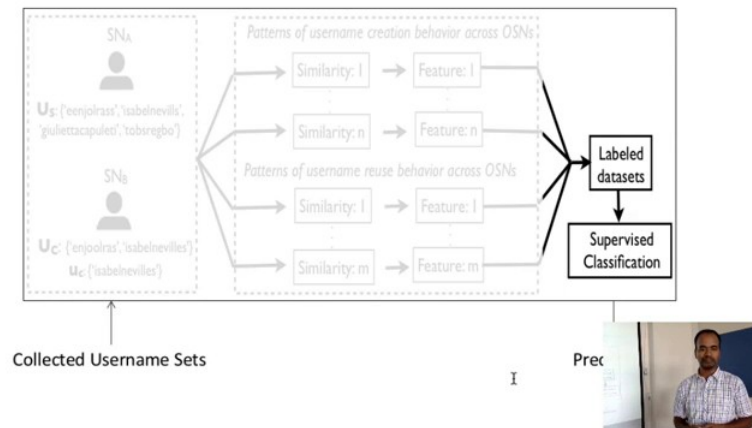 SNA
Us: {'eenjolrass','isabelnevills',
'giuliettacapuleti','tobsregbo'}
SNB
Uc: {'enjoolras','isabelnevilles'}
uc: {'isabelnevilles'}
Patterns of username creation behavior across OSNs
Similarity: 1
Feature: 1
Similarity: n
Feature: n
Patterns of username reuse behavior across OSNs
Similarity: 1
Feature: 1
Similarity: m
Feature: m
Labeled
datasets
Supervised
Classification
Collected Username Sets